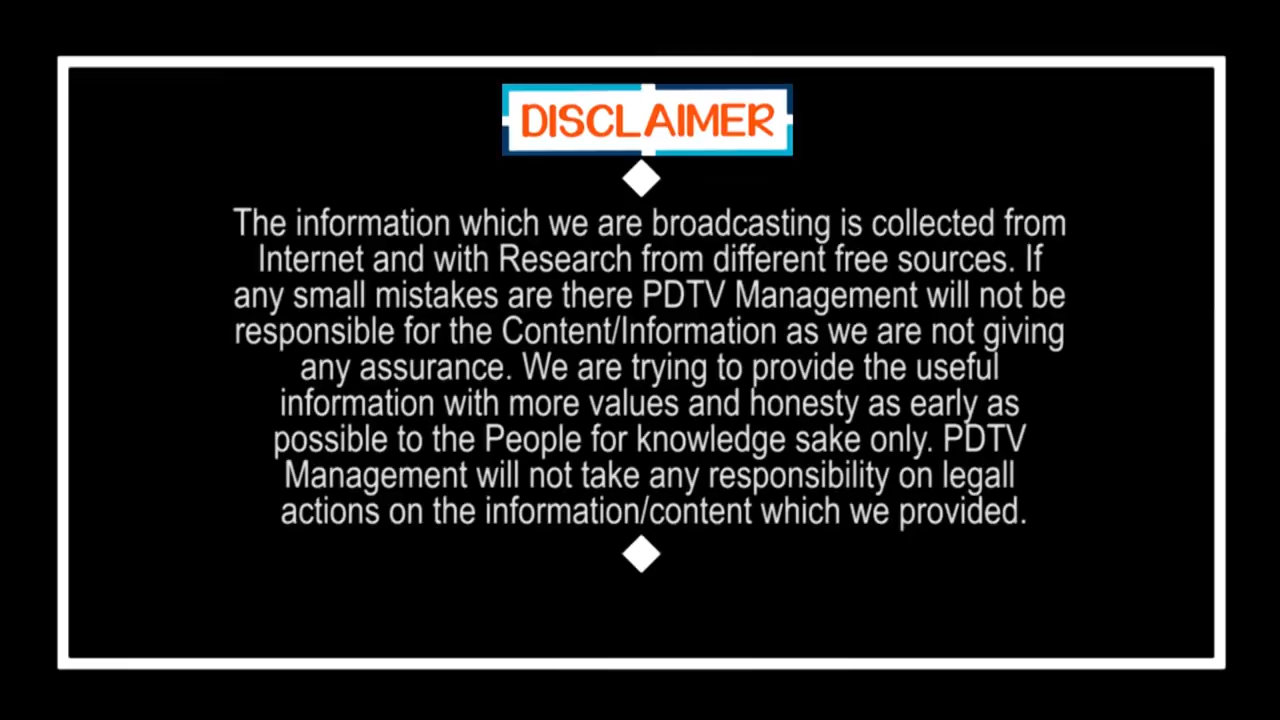 DISCLAIMER
The information which we are broadcasting is collected from
Internet and with Research from different free sources. If
any small mistakes are there PDTV Management will not be
responsible for the Content/Information as we are not giving
any assurance. We are trying to provide the useful
information with more values and honesty as early as
possible to the People for knowledge sake only. PDTV
Management will not take any responsibility on legall
actions on the information/content which we provided.